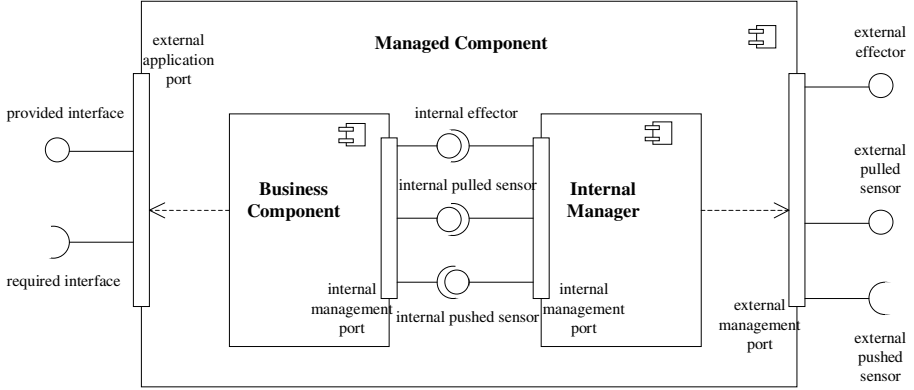 Managed Component
external
application
port
provided interface
required interface
Business
Component
internal
management
port
internal effector
internal pulled sensor
internal pushed sensor
Internal
Manager
internal
management
port
external
management
port
external
effector
external
pulled
sensor
external
pushed
sensor